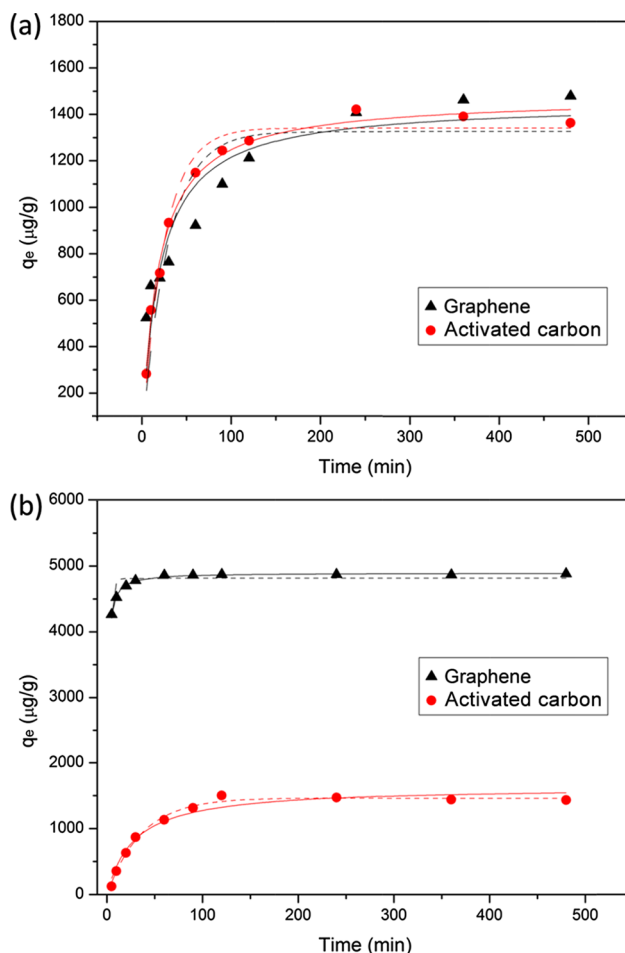 (a)
1800
1600
1400
1200
1000
800
600
400
200
qe (μg/g)
0 100 200 300 400 500
Time (min)
Graphene
Activated carbon
(b)
6000
5000
4000
3000
2000
1000
0
qe (μg/g)
0 100 200 300 400 500
Time (min)
Graphene
Activated carbon